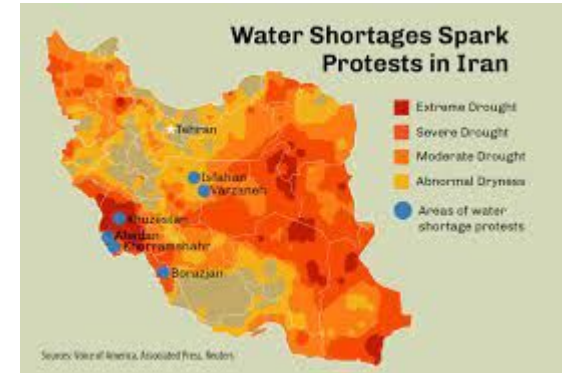 Water Shortages Spark
Protests in Iran
Extreme Drought
Severe Drought
Moderate Drought
Abnormal Dryness
Areas of water
shortage protests
Tehran
Isfahan
Varzaneh
Khuzestan
Abadan
Khorramshahr
Borazjan
Sources: Voice of America, Associated Press, Reuters